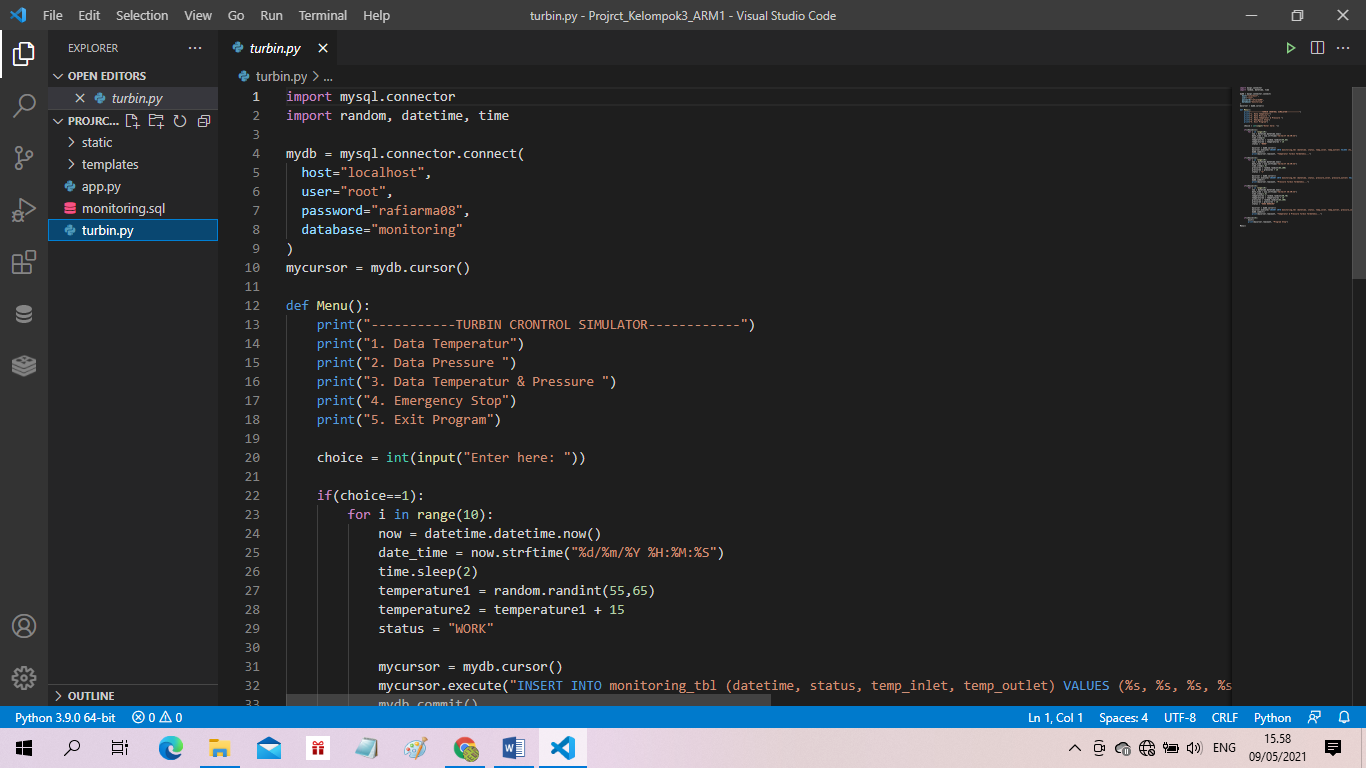 File Edit Selection View Go Run Terminal Help turbin.py - Projrct_Kelompok3_ARM1 - Visual Studio Code
EXPLORER
OPEN EDITORS
turbin.py
PROJRC...
static
templates
app.py
monitoring.sql
turbin.py
OUTLINE
turbin.py
turbin.py > ...
1 import mysql.connector
2 import random, datetime, time
3
4 mydb = mysql.connector.connect(
5 host="localhost",
6 user="root",
7 password="rafiarma08",
8 database="monitoring"
9 )
10 mycursor = mydb.cursor()
11
12 def Menu():
13 print("-----------TURBIN CRONTROL SIMULATOR------------")
14 print("1. Data Temperatur")
15 print("2. Data Pressure ")
16 print("3. Data Temperatur & Pressure ")
17 print("4. Emergency Stop")
18 print("5. Exit Program")
19
20 choice = int(input("Enter here: "))
21
22 if(choice==1):
23 for i in range(10):
24 now = datetime.datetime.now()
25 date_time = now.strftime("%d/%m/%Y %H:%M:%S")
26 time.sleep(2)
27 temperature1 = random.randint(55,65)
28 temperature2 = temperature1 + 15
29 status = "WORK"
30
31 mycursor = mydb.cursor()
32 mycursor.execute("INSERT INTO monitoring_tbl (datetime, status, temp_inlet, temp_outlet) VALUES (%s, %s, %s, %s
33 mydb.commit()
Python 3.9.0 64-bit 0 0 Ln 1, Col 1 Spaces: 4 UTF-8 CRLF Python
ENG
15.58
09/05/2021